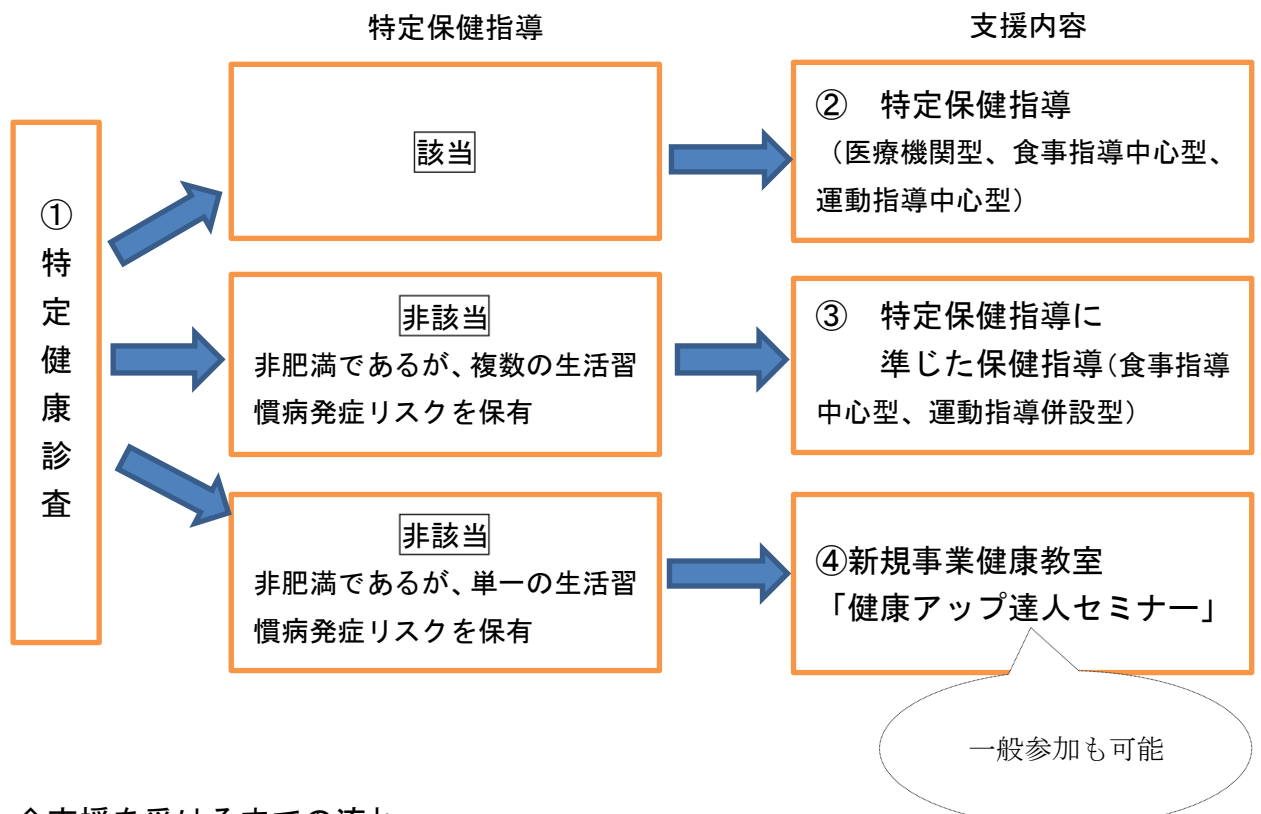 特定保健指導
支援内容
①
特
定
健
康
診
査
該当
② 特定保健指導
（医療機関型、食事指導中心型、
運動指導中心型）
非該当
非肥満であるが、複数の生活習
慣病発症リスクを保有
③ 特定保健指導に
準じた保健指導（食事指導
中心型、運動指導併設型）
非該当
非肥満であるが、単一の生活習
慣病発症リスクを保有
④新規事業健康教室
「健康アップ達人セミナー」
一般参加も可能